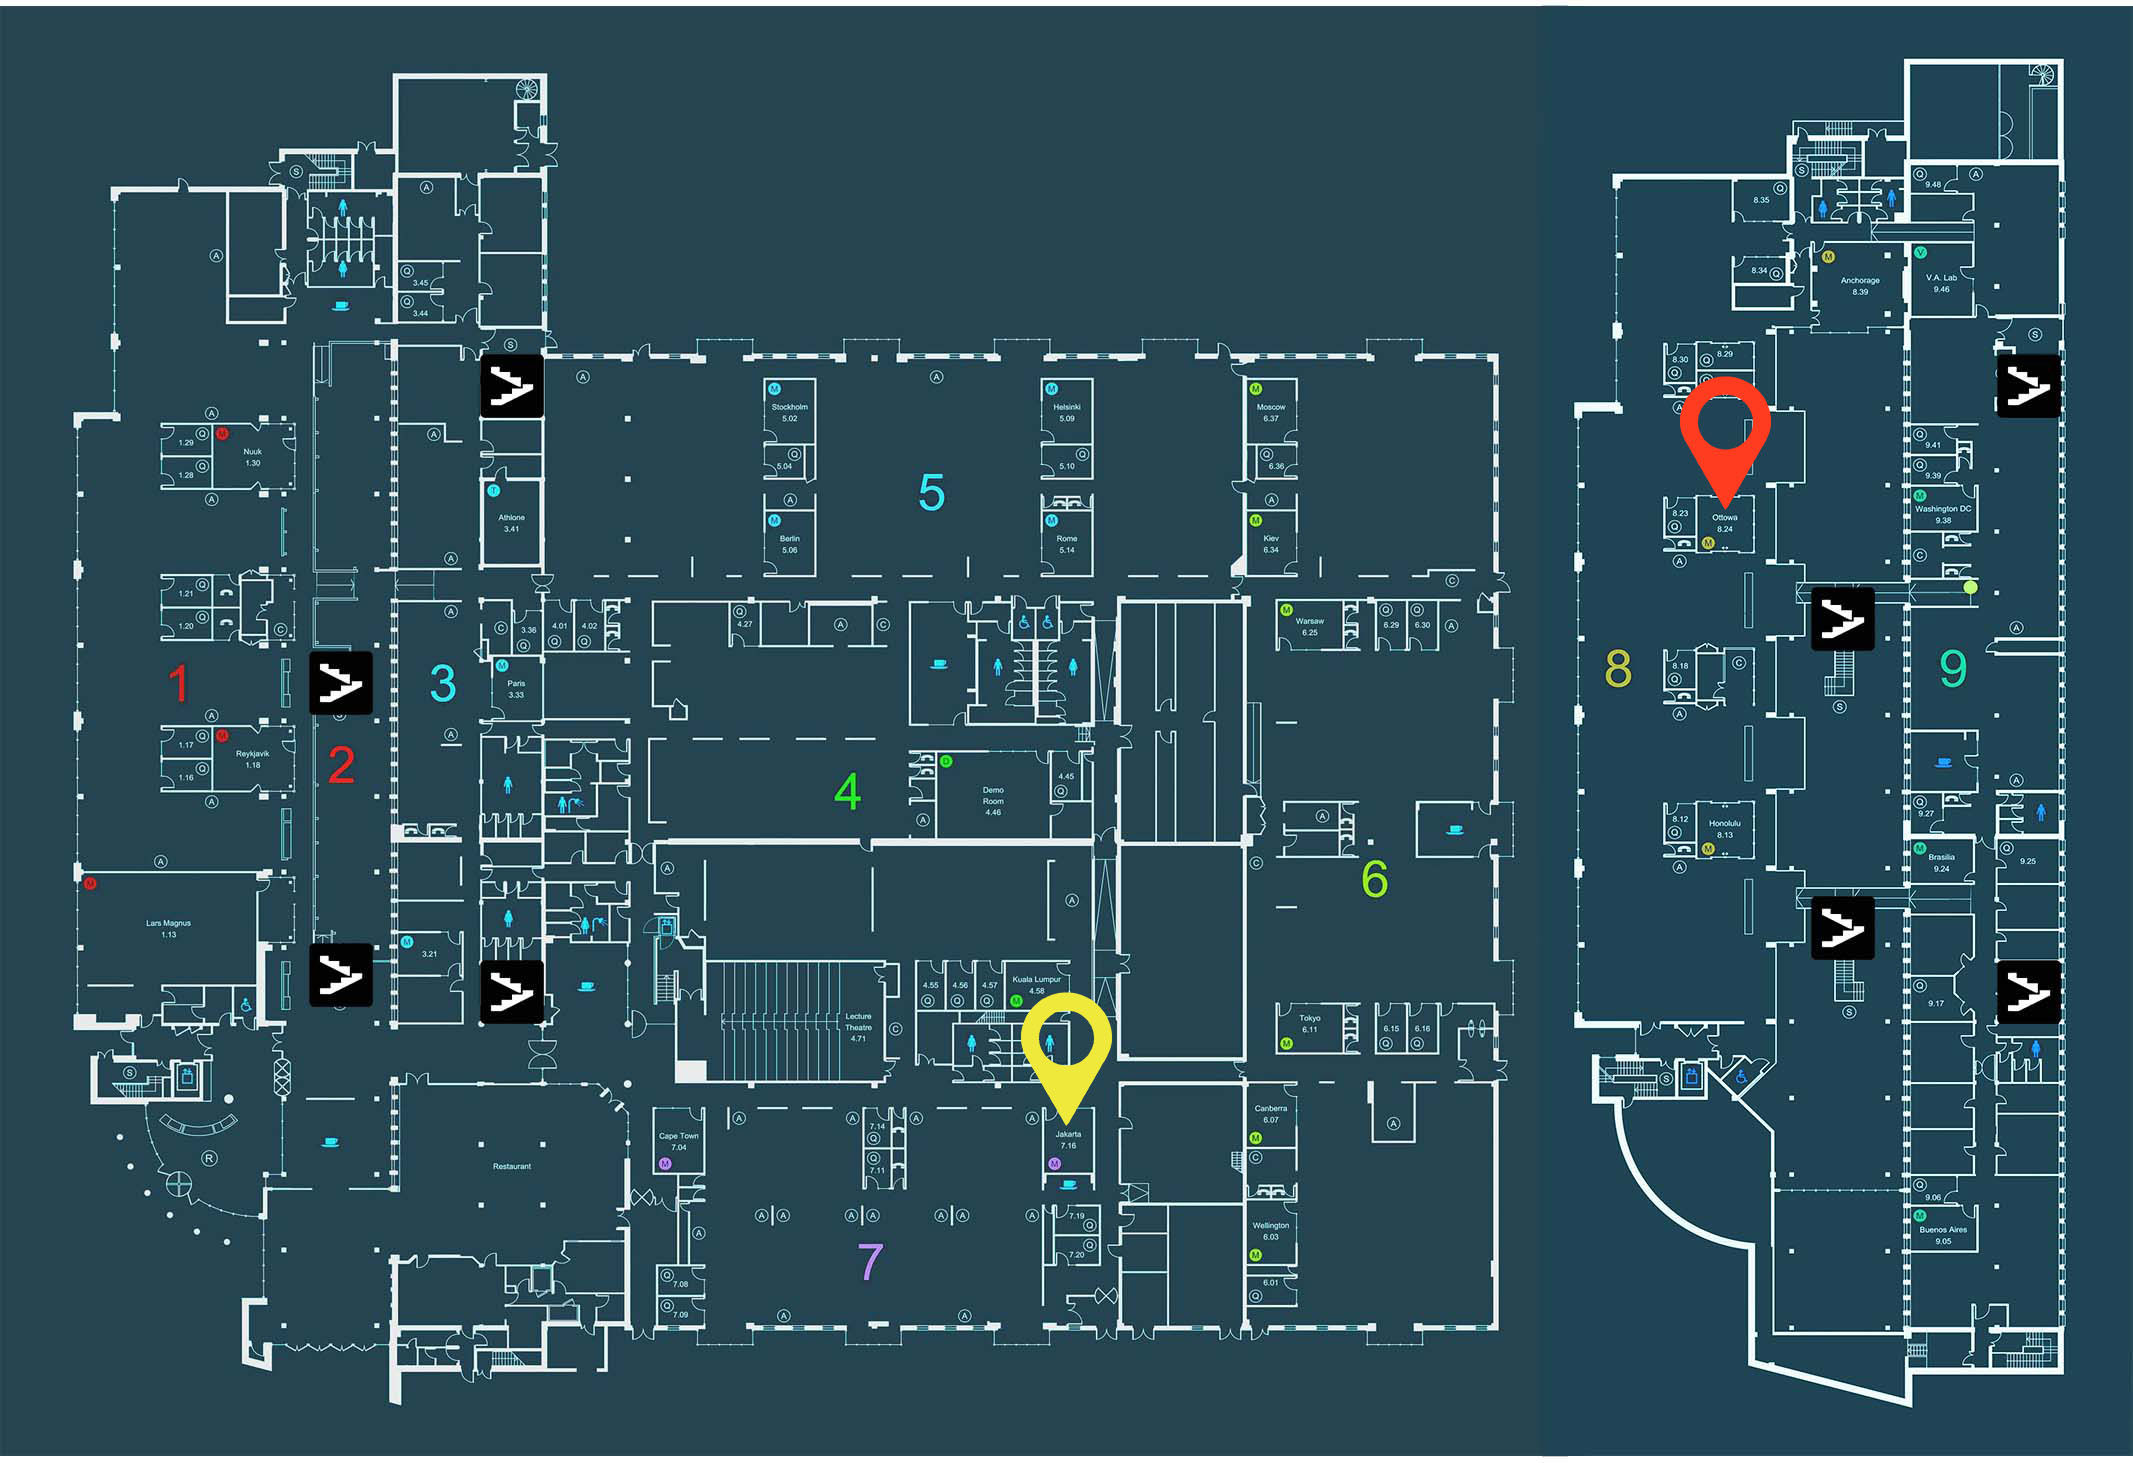 S
A
A
Q
3.45
Q
3.44
S
A
A
Q
1.29
M
Nuuk
1.30
Q
1.28
A
A
T
Athlone
3.41
A
Q
1.21
Q
1.20
C
A
C
3.36
Q
4.01
Q
4.02
Q
M
Paris
3.33
1
2
3
A
A
Q
1.17
M
Reykjavik
1.18
Q
1.16
A
A
M
Lars Magnus
1.13
M
3.21
S
R
Restaurant
A
A
M
Stockholm
5.02
Q
5.04
A
M
Berlin
5.06
5
M
Helsinki
5.09
Q
5.10
M
Rome
5.14
M
Moscow
6.37
Q
6.36
A
M
Kiev
6.34
C
Q
4.27
A
C
M
Warsaw
6.25
Q
6.29
Q
6.30
A
4
D
Demo
Room
4.46
4.45
Q
A
A
A
A
C
6
4.55
Q
4.56
Q
4.57
Q
Kuala Lumpur
4.58
M
Lecture
Theatre
4.71
C
Tokyo
6.11
M
6.15
Q
6.16
Q
Cape Town
7.04
M
A
A
7.14
Q
Q
7.11
A
A
Jakarta
7.16
M
A
A
A
A
A
A
A
A
7
7.19
Q
Q
7.20
Q
7.08
Q
7.09
A
A
Canberra
6.07
M
C
Wellington
6.03
M
6.01
Q
A
S
Q
8.35
8.34
Q
M
Anchorage
8.39
Q
9.48
A
V
V.A. Lab
9.46
S
8.30
Q
8.29
Q
A
8.23
Q
Ottowa
8.24
M
A
Q
9.41
Q
9.39
M
Washington DC
9.38
C
A
8
8.18
Q
C
A
S
9
A
8.12
Q
Honolulu
8.13
M
A
Q
9.27
M
Brasilia
9.24
Q
9.25
Q
9.17
S
S
Q
9.06
M
Buenos Aires
9.05